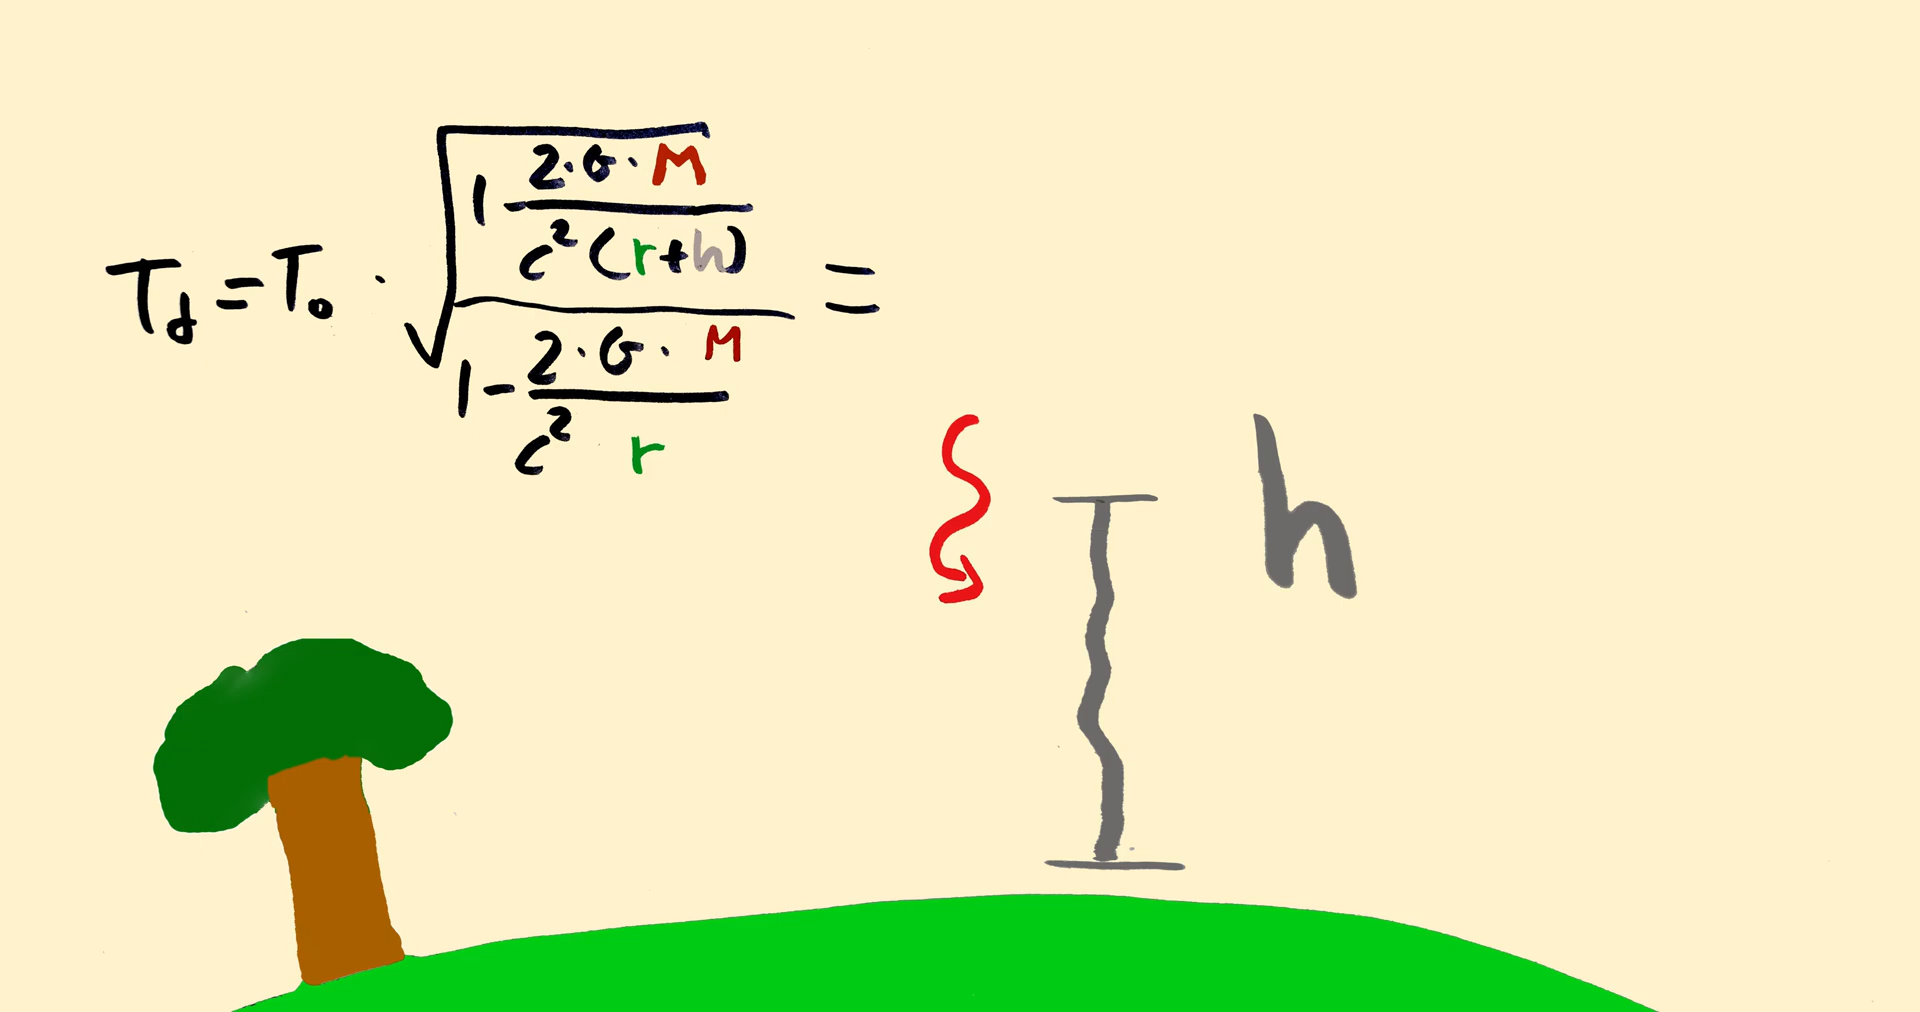 T_d = T_0 · √((1 - (2·G·M)/(c²(r+h)))/(1 - (2·G·M)/(c² r))) =
h